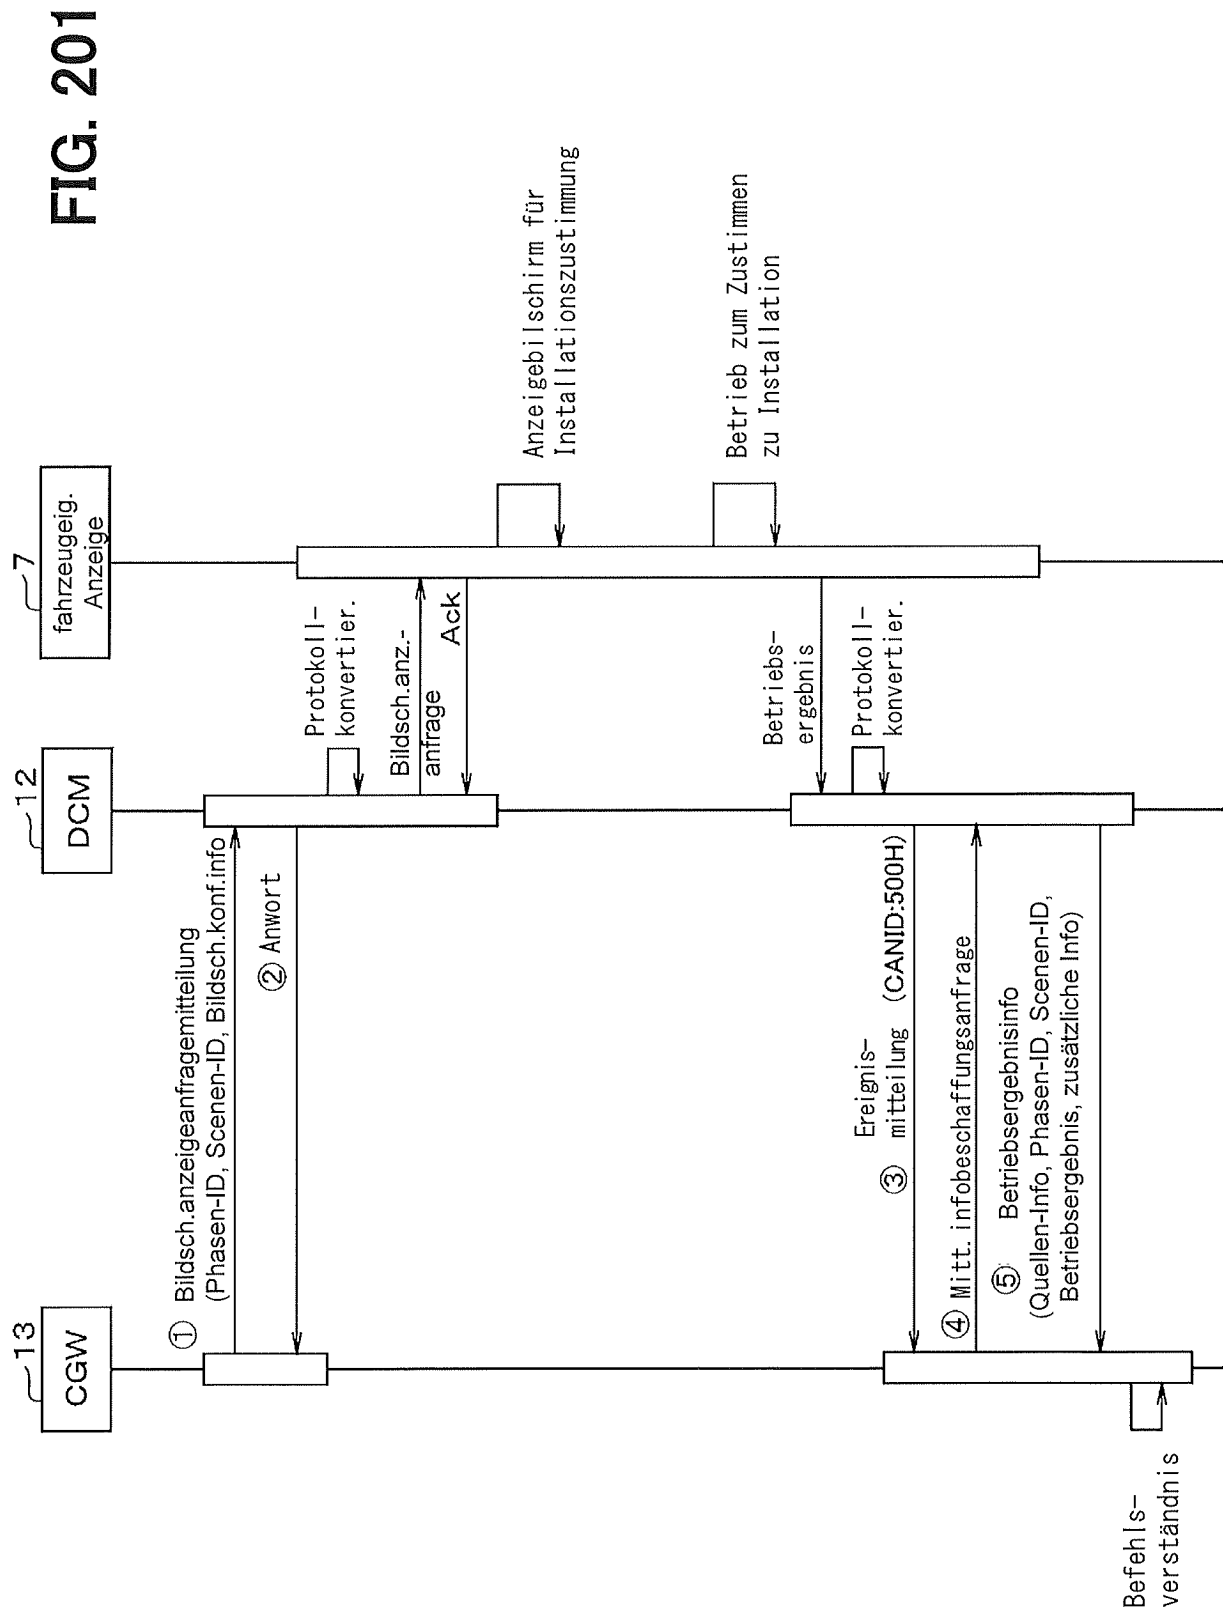 FIG. 201
13
CGW
12
DCM
7
fahrzeugeig.
Anzeige
① Bildsch.anzeigeanfragemitteilung
(Phasen-ID, Scenen-ID, Bildsch.konf.info
② Anwort
Protokoll-
konvertier.
Bildsch.anz.-
anfrage
Ack
Anzeigebilschirm für
Installationszustimmung
Betrieb zum Zustimmen
zu Installation
Betriebs-
ergebnis
Protokoll-
konvertier.
Ereignis-
③ mitteilung (CANID:500H)
④ Mitt. infobeschaffungsanfrage
⑤ Betriebsergebnisinfo
(Quellen-Info, Phasen-ID, Scenen-ID,
Betriebsergebnis, zusätzliche Info)
Befehls-
verständnis